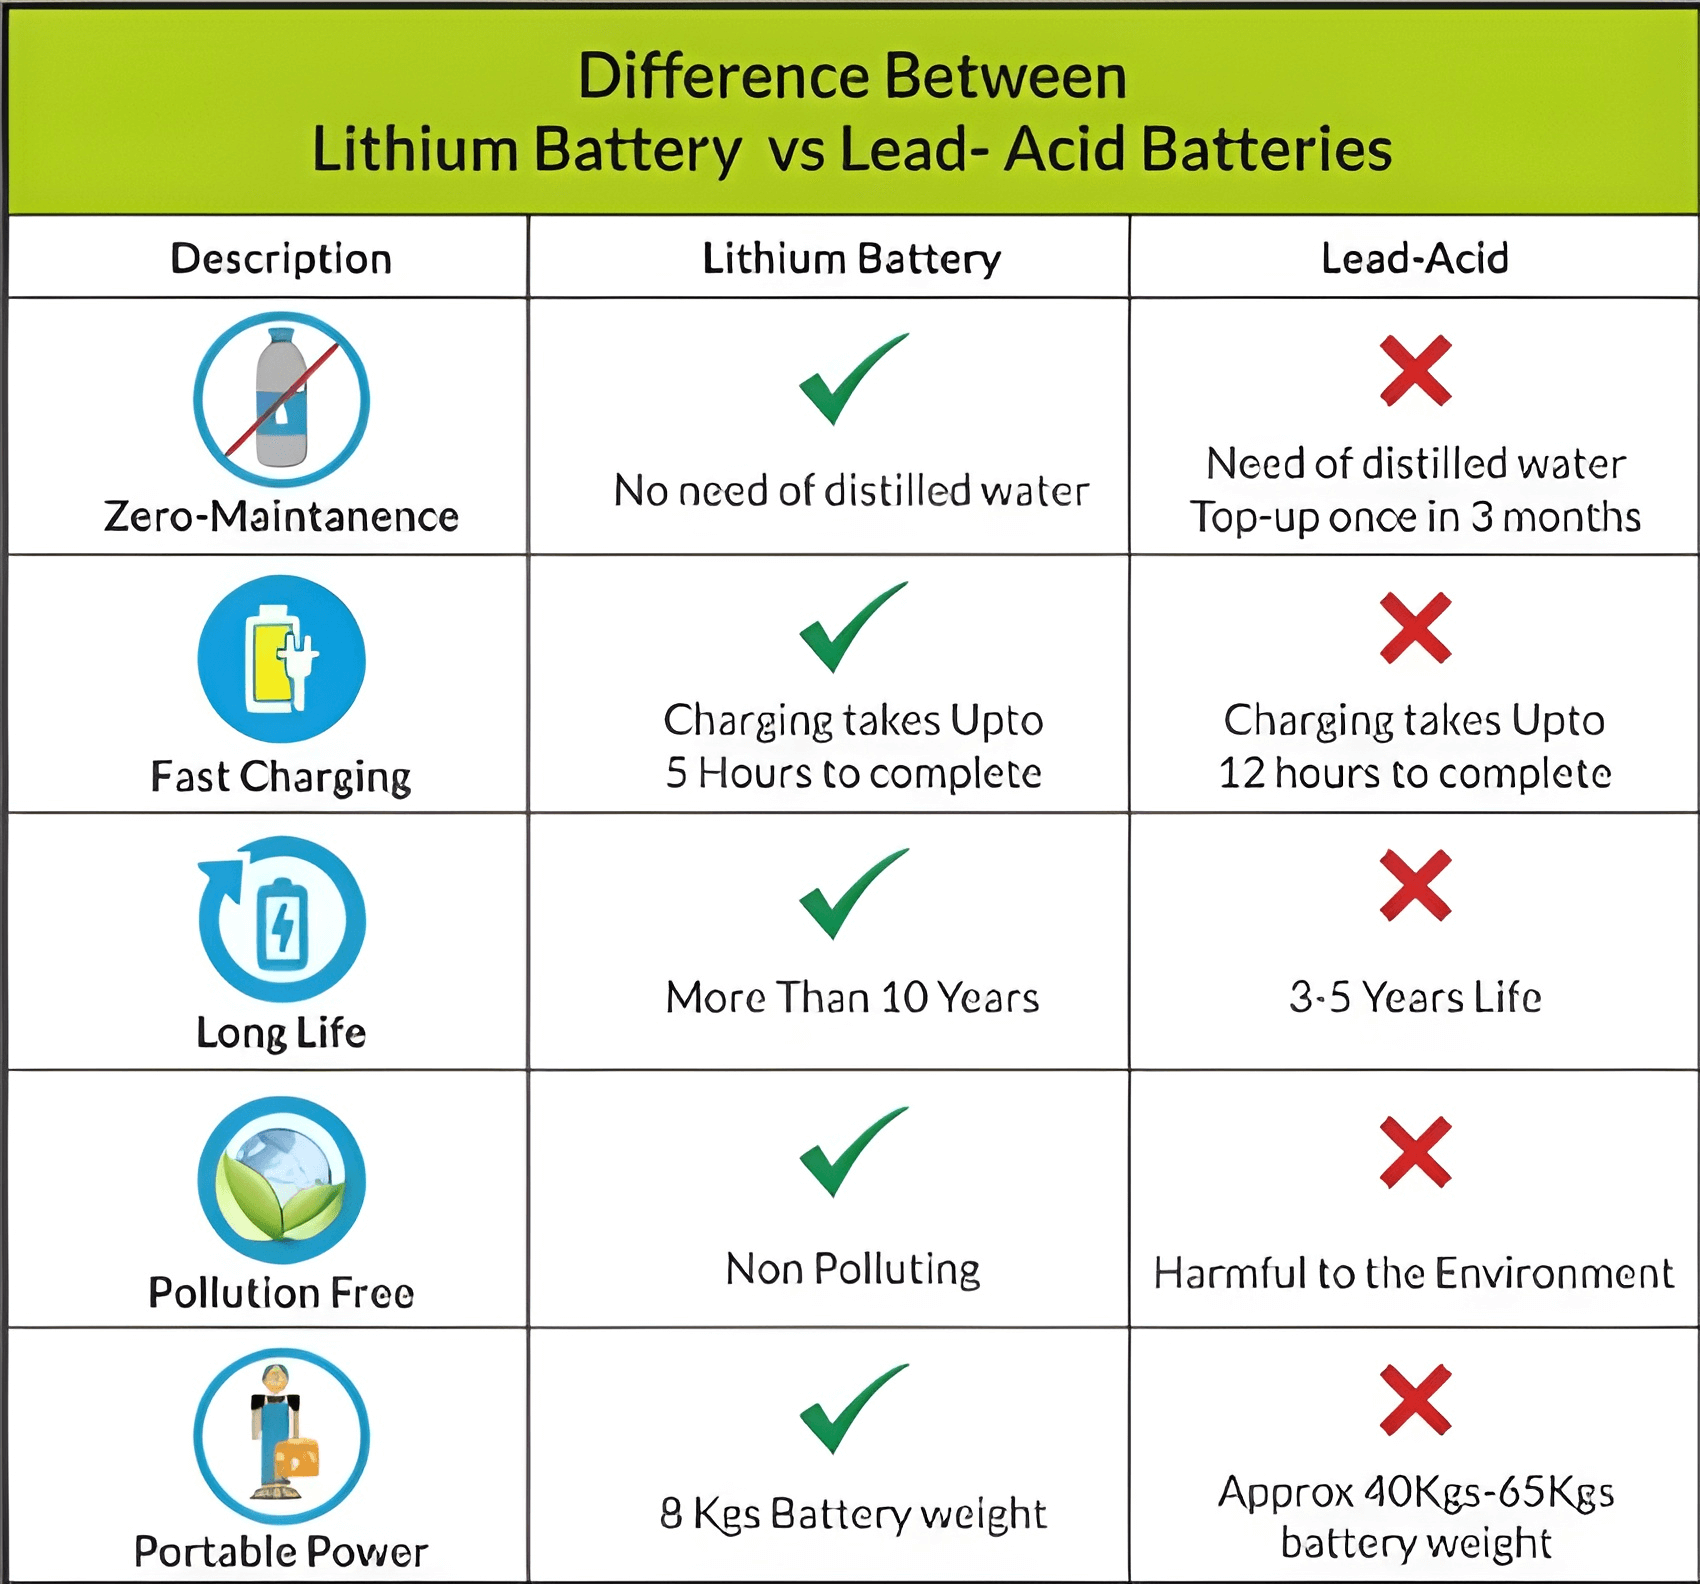 Difference Between
Lithium Battery vs Lead- Acid Batteries
Description
Lithium Battery
Lead-Acid
Zero-Maintanence
No need of distilled water
Need of distilled water
Top-up once in 3 months
Fast Charging
Charging takes Upto
5 Hours to complete
Charging takes Upto
12 hours to complete
Long Life
More Than 10 Years
3-5 Years Life
Pollution Free
Non Polluting
Harmful to the Environment
Portable Power
8 Kgs Battery weight
Approx 40Kgs-65Kgs
battery weight